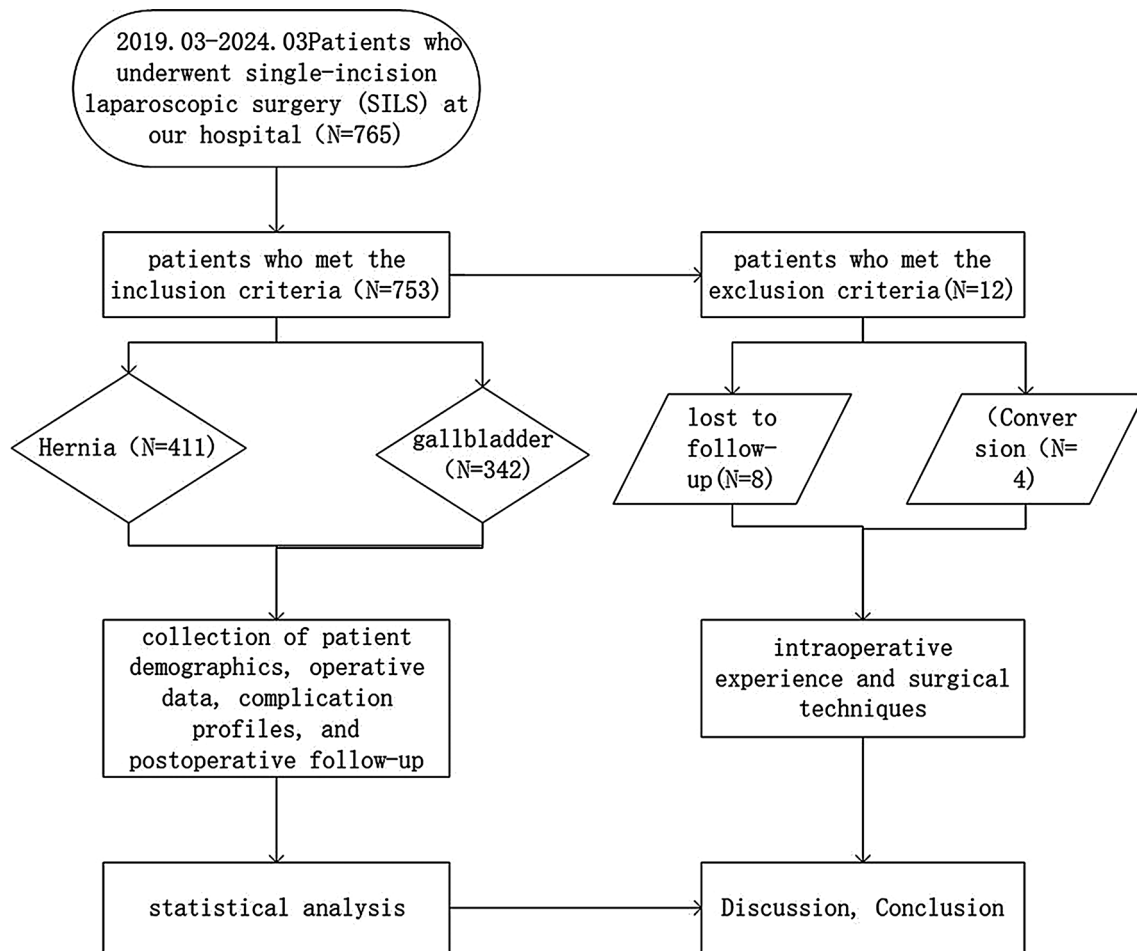 2019.03-2024.03Patients who
underwent single-incision
laparoscopic surgery (SILS) at
our hospital (N=765)
patients who met the
inclusion criteria (N=753)
patients who met the
exclusion criteria(N=12)
Hernia (N=411)
gallbladder
(N=342)
lost to
follow-
up(N=8)
(Conver
sion (N=
4)
collection of patient
demographics, operative
data, complication
profiles, and
postoperative follow-up
intraoperative
experience and surgical
techniques
statistical analysis
Discussion, Conclusion